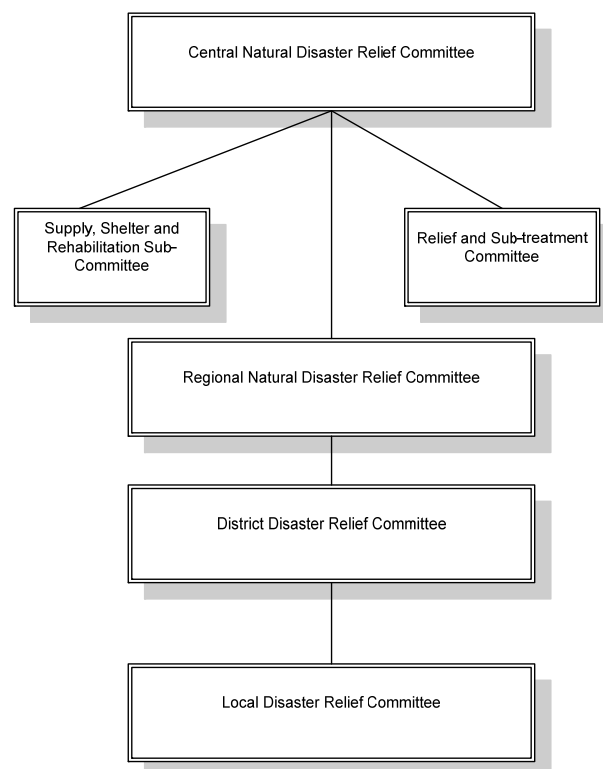 Central Natural Disaster Relief Committee
Supply, Shelter and
Rehabilitation Sub-
Committee
Relief and Sub-treatment
Committee
Regional Natural Disaster Relief Committee
District Disaster Relief Committee
Local Disaster Relief Committee